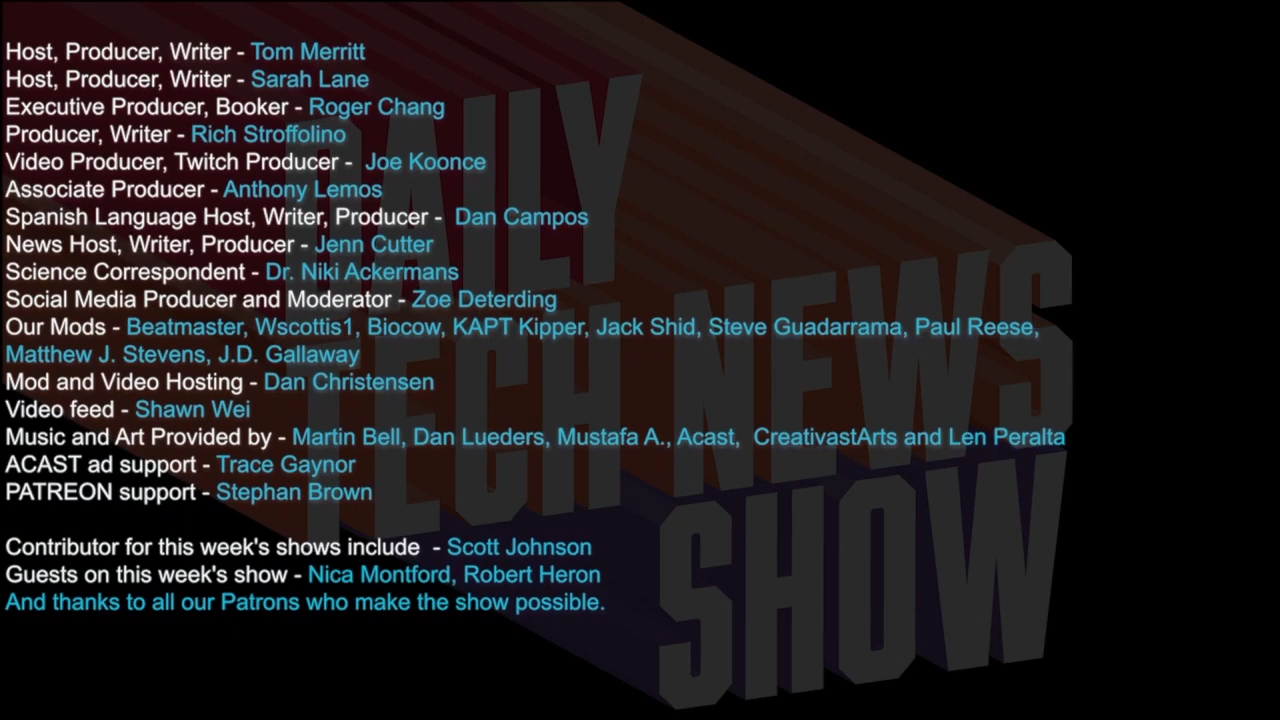 Host, Producer, Writer - Tom Merritt
Host, Producer, Writer - Sarah Lane
Executive Producer, Booker - Roger Chang
Producer, Writer - Rich Stroffolino
Video Producer, Twitch Producer - Joe Koonce
Associate Producer - Anthony Lemos
Spanish Language Host, Writer, Producer - Dan Campos
News Host, Writer, Producer - Jenn Cutter
Science Correspondent - Dr. Niki Ackermans
Social Media Producer and Moderator - Zoe Deterding
Our Mods - Beatmaster, Wscottis1, Biocow, KAPT Kipper, Jack Shid, Steve Guadarrama, Paul Reese,
Matthew J. Stevens, J.D. Gallaway
Mod and Video Hosting - Dan Christensen
Video feed - Shawn Wei
Music and Art Provided by - Martin Bell, Dan Lueders, Mustafa A., Acast, CreativastArts and Len Peralta
ACAST ad support - Trace Gaynor
PATREON support - Stephan Brown
Contributor for this week's shows include - Scott Johnson
Guests on this week's show - Nica Montford, Robert Heron
And thanks to all our Patrons who make the show possible.
DAILY
TECH NEWS
SHOW